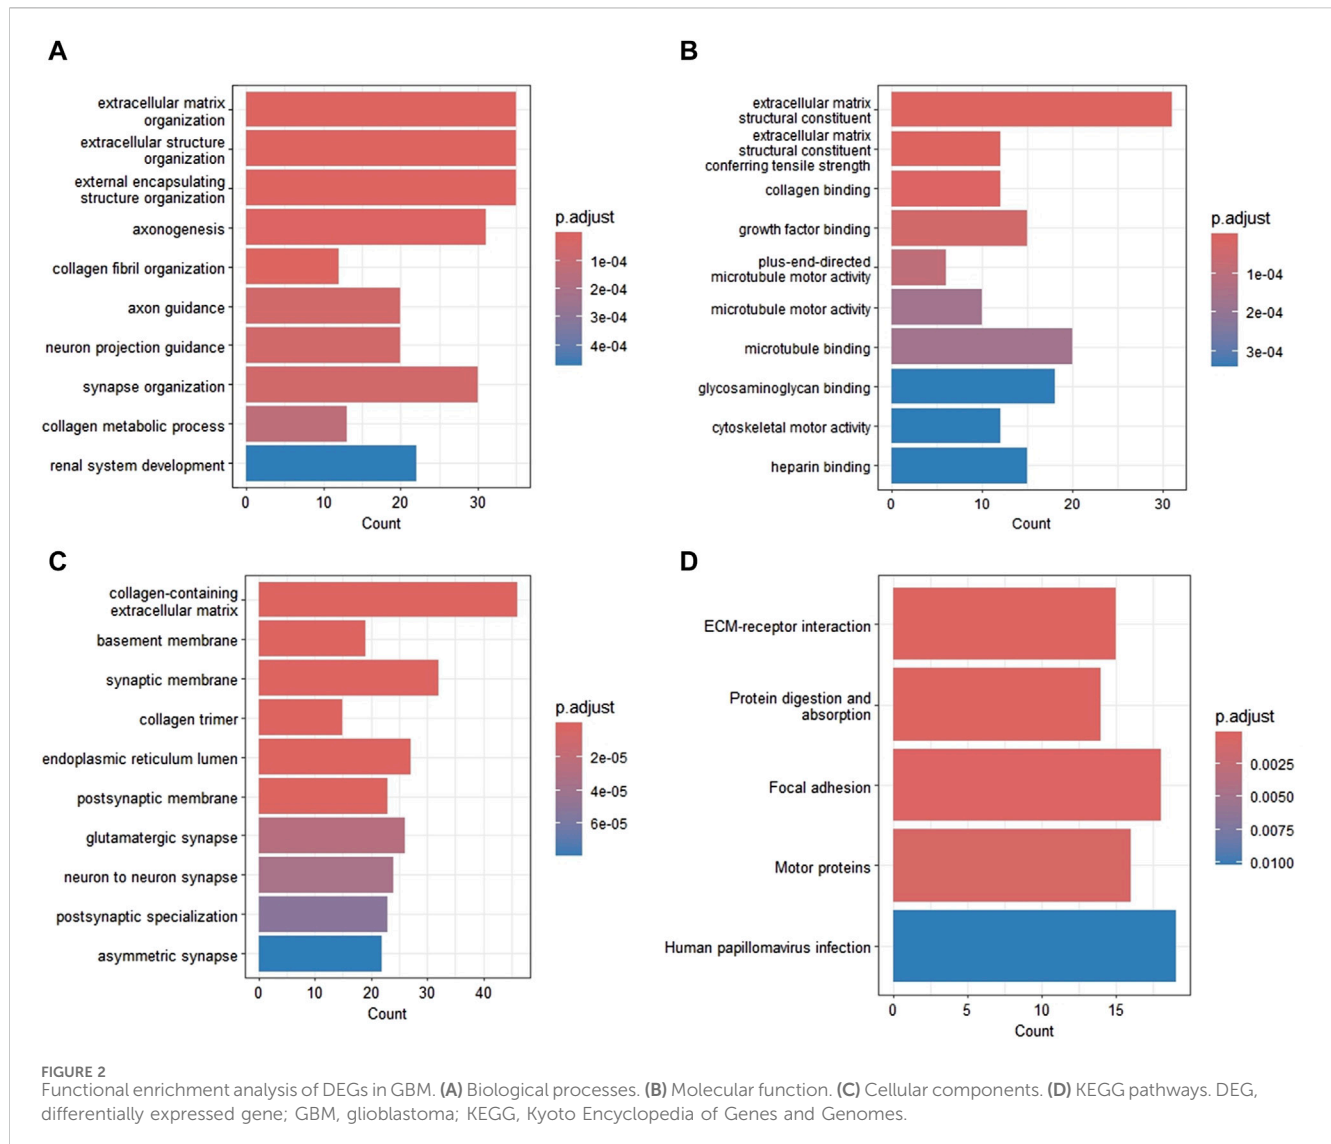 A
extracellular matrix
organization
extracellular structure
organization
external encapsulating
structure organization
axonogenesis
collagen fibril organization
axon guidance
neuron projection guidance
synapse organization
collagen metabolic process
renal system development
0 10 20 30
Count
p.adjust
1e-04
2e-04
3e-04
4e-04
B
extracellular matrix
structural constituent
extracellular matrix
structural constituent
conferring tensile strength
collagen binding
growth factor binding
plus-end-directed
microtubule motor activity
microtubule motor activity
microtubule binding
glycosaminoglycan binding
cytoskeletal motor activity
heparin binding
0 10 20 30
Count
p.adjust
1e-04
2e-04
3e-04
C
collagen-containing
extracellular matrix
basement membrane
synaptic membrane
collagen trimer
endoplasmic reticulum lumen
postsynaptic membrane
glutamatergic synapse
neuron to neuron synapse
postsynaptic specialization
asymmetric synapse
0 10 20 30 40
Count
p.adjust
2e-05
4e-05
6e-05
D
ECM-receptor interaction
Protein digestion and
absorption
Focal adhesion
Motor proteins
Human papillomavirus infection
0 5 10 15
Count
p.adjust
0.0025
0.0050
0.0075
0.0100
FIGURE 2
Functional enrichment analysis of DEGs in GBM. (A) Biological processes. (B) Molecular function. (C) Cellular components. (D) KEGG pathways. DEG,
differentially expressed gene; GBM, glioblastoma; KEGG, Kyoto Encyclopedia of Genes and Genomes.